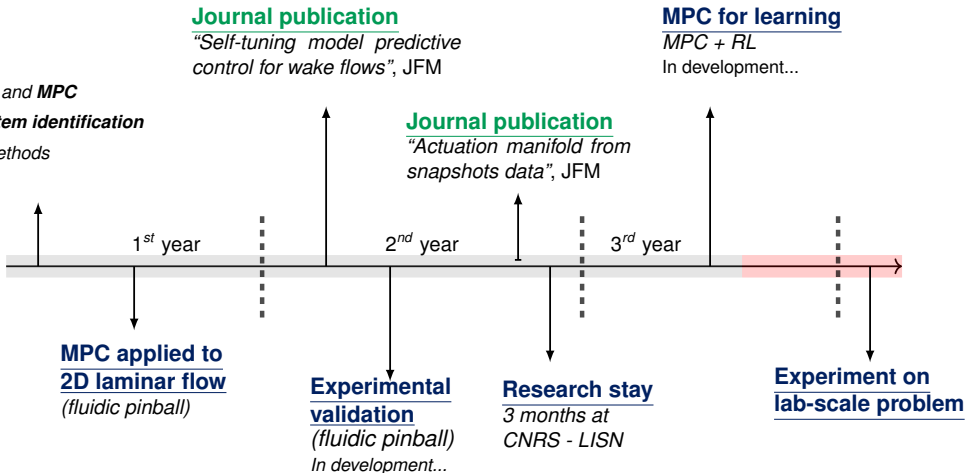 Journal publication
“Self-tuning model predictive
control for wake flows”, JFM
MPC for learning
MPC + RL
In development...
and MPC
tem identification
ethods
Journal publication
“Actuation manifold from
snapshots data”, JFM
1st year
2nd year
3rd year
MPC applied to
2D laminar flow
(fluidic pinball)
Experimental
validation
(fluidic pinball)
In development...
Research stay
3 months at
CNRS - LISN
Experiment on
lab-scale problem